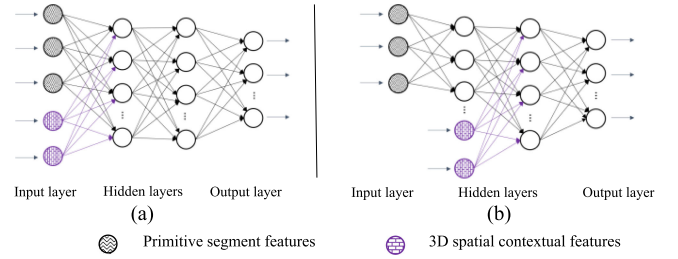 Input layer Hidden layers Output layer Input layer Hidden layers Output layer
(a) (b)
Primitive segment features 3D spatial contextual features